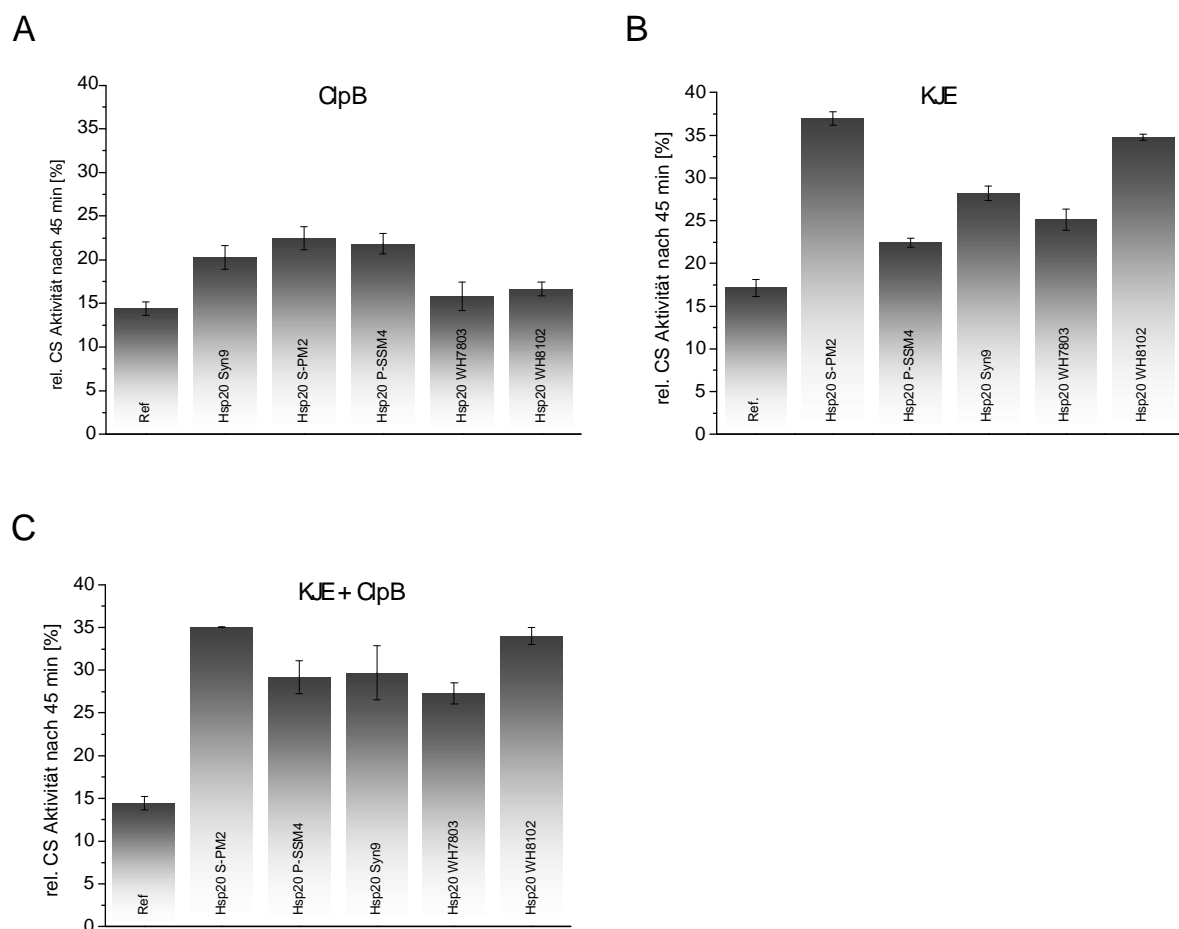 A
ClpB
rel. CS Aktivität nach 45 min [%]
40
35
30
25
20
15
10
5
0
Ref
Hsp20 Syn9
Hsp20 S-PM2
Hsp20 P-SSM4
Hsp20 WH7803
Hsp20 WH8102
B
KJE
rel. CS Aktivität nach 45 min [%]
40
35
30
25
20
15
10
5
0
Ref.
Hsp20 S-PM2
Hsp20 P-SSM4
Hsp20 Syn9
Hsp20 WH7803
Hsp20 WH8102
C
KJE + ClpB
rel. CS Aktivität nach 45 min [%]
40
35
30
25
20
15
10
5
0
Ref
Hsp20 S-PM2
Hsp20 P-SSM4
Hsp20 Syn9
Hsp20 WH7803
Hsp20 WH8102